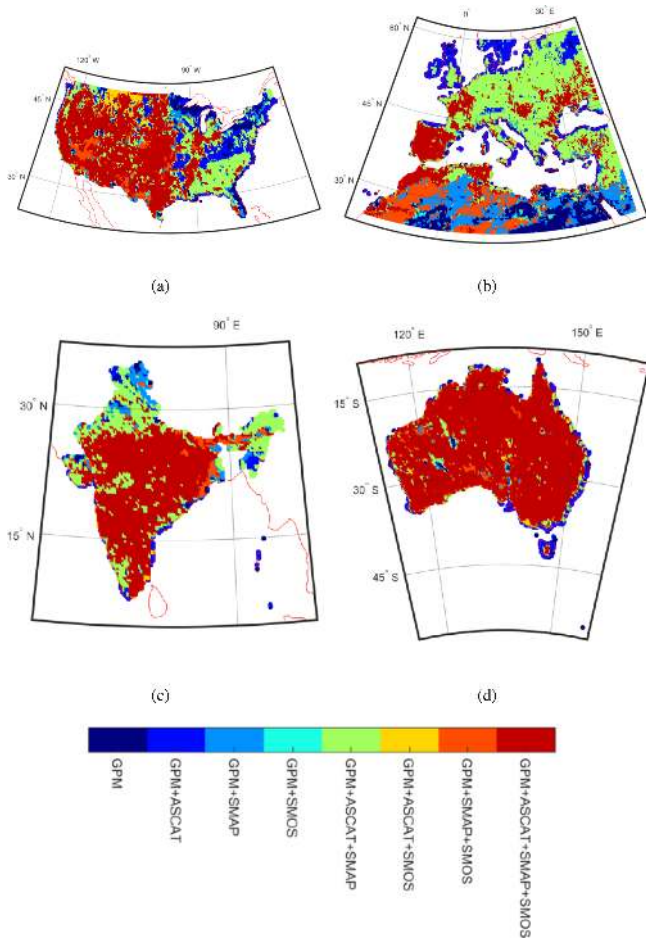 120° W
90° W
45° N
30° N
(a)
0°
30° E
60° N
45° N
30° N
(b)
90° E
30° N
15° N
(c)
120° E
150° E
15° S
30° S
45° S
(d)
GPM
GPM+ASCAT
GPM+SMAP
GPM+SMOS
GPM+ASCAT+SMAP
GPM+ASCAT+SMOS
GPM+SMAP+SMOS
GPM+ASCAT+SMAP+SMOS